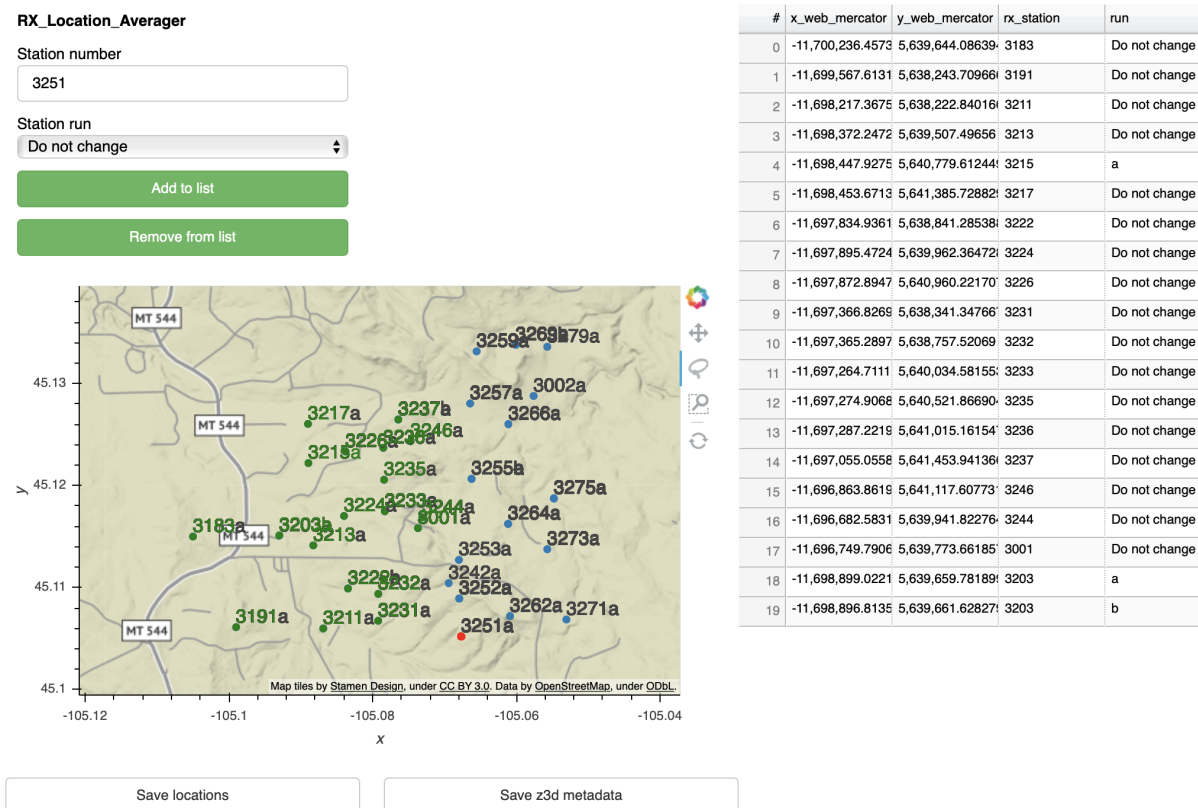 RX_Location_Averager
Station number
3251
Station run
Do not change
Add to list
Remove from list
MT 544
3259a
3279a
3257a
3002a
45.13
MT 544
3217a
3237b
3266a
3246a
3215a
3235a
3255b
45.12
3275a
3224a
3233a
3244a
3001a
3264a
y
3183a
MT 544
3203b
3213a
3273a
3253a
45.11
3242a
3232a
3252a
3191a
3211a
3231a
3262a
3271a
MT 544
3251a
45.1
Map tiles by Stamen Design, under CC BY 3.0. Data by OpenStreetMap, under ODbL.
-105.12 -105.1 -105.08 -105.06 -105.04
x
Save locations
Save z3d metadata
# x_web_mercator y_web_mercator rx_station run
0 -11,700,236.4573 5,639,644.08639 3183 Do not change
1 -11,699,567.6131 5,638,243.70966 3191 Do not change
2 -11,698,217.3675 5,638,222.84016 3211 Do not change
3 -11,698,372.2472 5,639,507.49656 3213 Do not change
4 -11,698,447.9275 5,640,779.61244 3215 a
5 -11,698,453.6713 5,641,385.72882 3217 Do not change
6 -11,697,834.9361 5,638,841.28538 3222 Do not change
7 -11,697,895.4724 5,639,962.36472 3224 Do not change
8 -11,697,872.8947 5,640,960.22170 3226 Do not change
9 -11,697,366.8269 5,638,341.34766 3231 Do not change
10 -11,697,365.2897 5,638,757.52069 3232 Do not change
11 -11,697,264.7111 5,640,034.58155 3233 Do not change
12 -11,697,274.9068 5,640,521.86690 3235 Do not change
13 -11,697,287.2219 5,641,015.16154 3236 Do not change
14 -11,697,055.0558 5,641,453.94136 3237 Do not change
15 -11,696,863.8619 5,641,117.60773 3246 Do not change
16 -11,696,682.5831 5,639,941.82276 3244 Do not change
17 -11,696,749.7906 5,639,773.66185 3001 Do not change
18 -11,698,899.0221 5,639,659.78189 3203 a
19 -11,698,896.8135 5,639,661.62827 3203 b